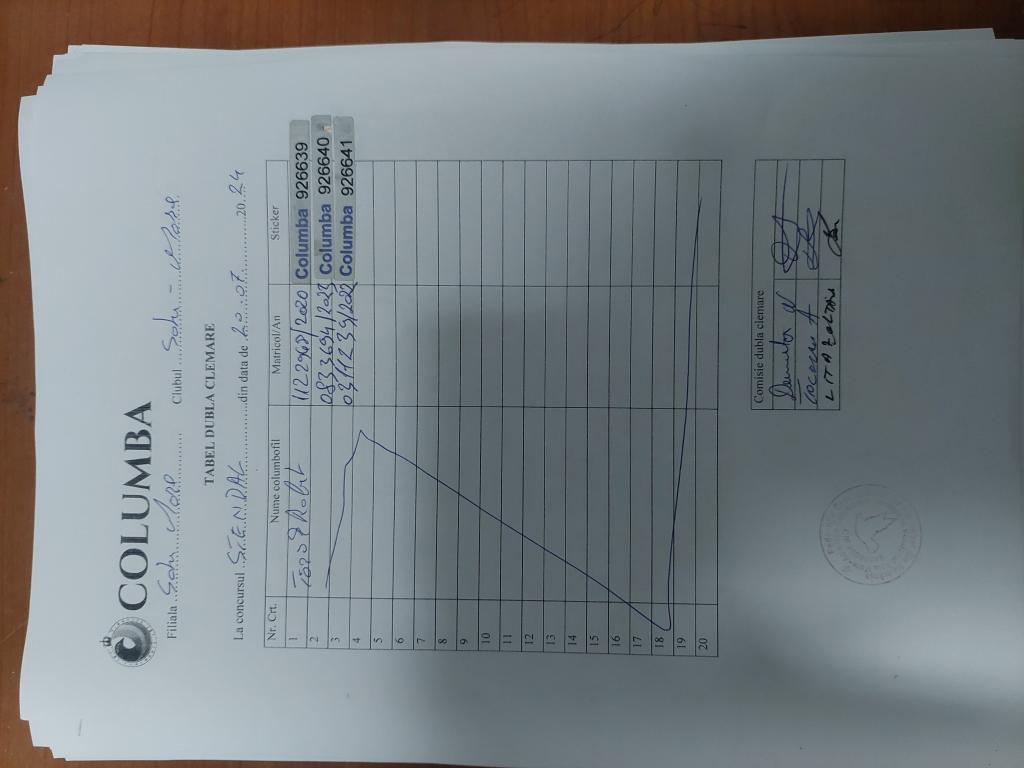 COLUMBA
Filiala Satu Mare Clubul Satu - Mare
TABEL DUBLA CLEMARE
La concursul STENDAL din data de 20.07.2024
Nr. Crt. Nume columbofil Matricol/An Sticker
1 Robert 1122968/2020 Columba 926639
2 0833694/2023 Columba 926640
3 Columba 926641
4
5
6
7
8
9
10
11
12
13
14
15
16
17
18
19
20
Comisie dubla clemare